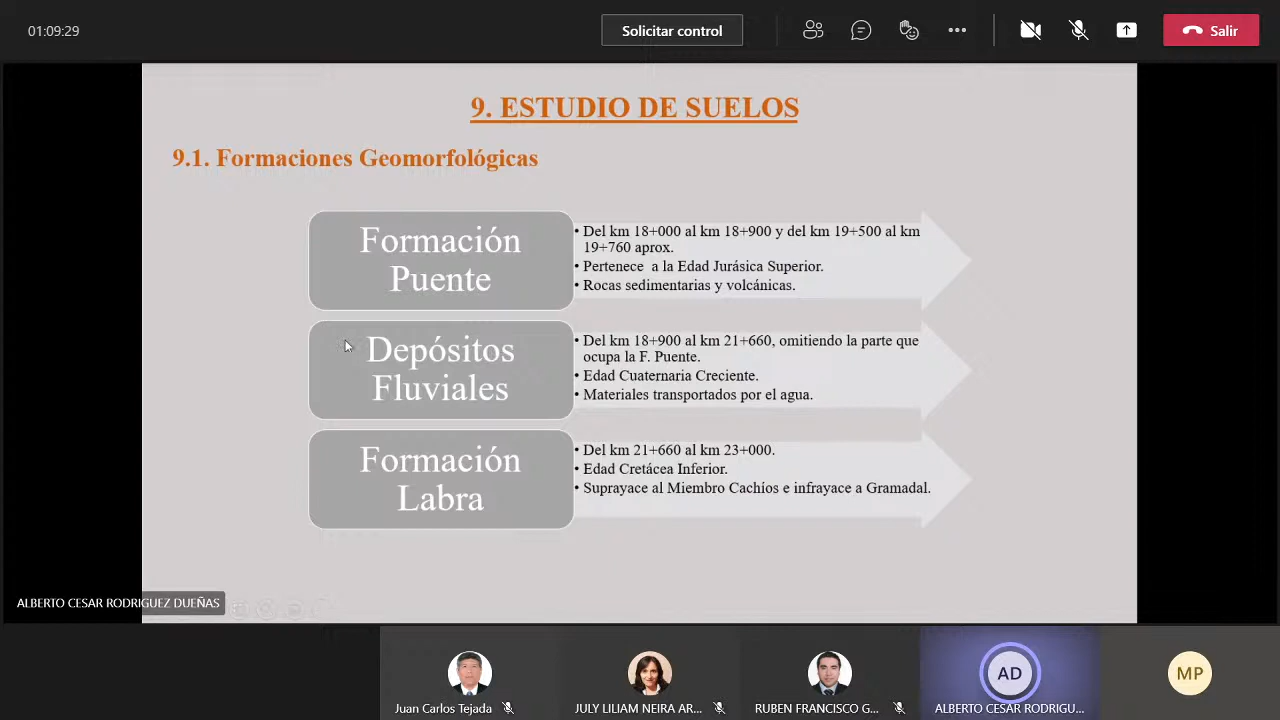 01:09:29
Solicitar control
Salir
9. ESTUDIO DE SUELOS
9.1. Formaciones Geomorfológicas
Formación
Puente
• Del km 18+000 al km 18+900 y del km 19+500 al km
19+760 aprox.
• Pertenece a la Edad Jurásica Superior.
• Rocas sedimentarias y volcánicas.
Depósitos
Fluviales
• Del km 18+900 al km 21+660, omitiendo la parte que
ocupa la F. Puente.
• Edad Cuaternaria Creciente.
• Materiales transportados por el agua.
Formación
Labra
• Del km 21+660 al km 23+000.
• Edad Cretácea Inferior.
• Suprayace al Miembro Cachíos e infrayace a Gramadal.
ALBERTO CESAR RODRIGUEZ DUEÑAS
Juan Carlos Tejada
JULY LILIAM NEIRA AR...
RUBEN FRANCISCO G...
AD
ALBERTO CESAR RODRIGU...
MP